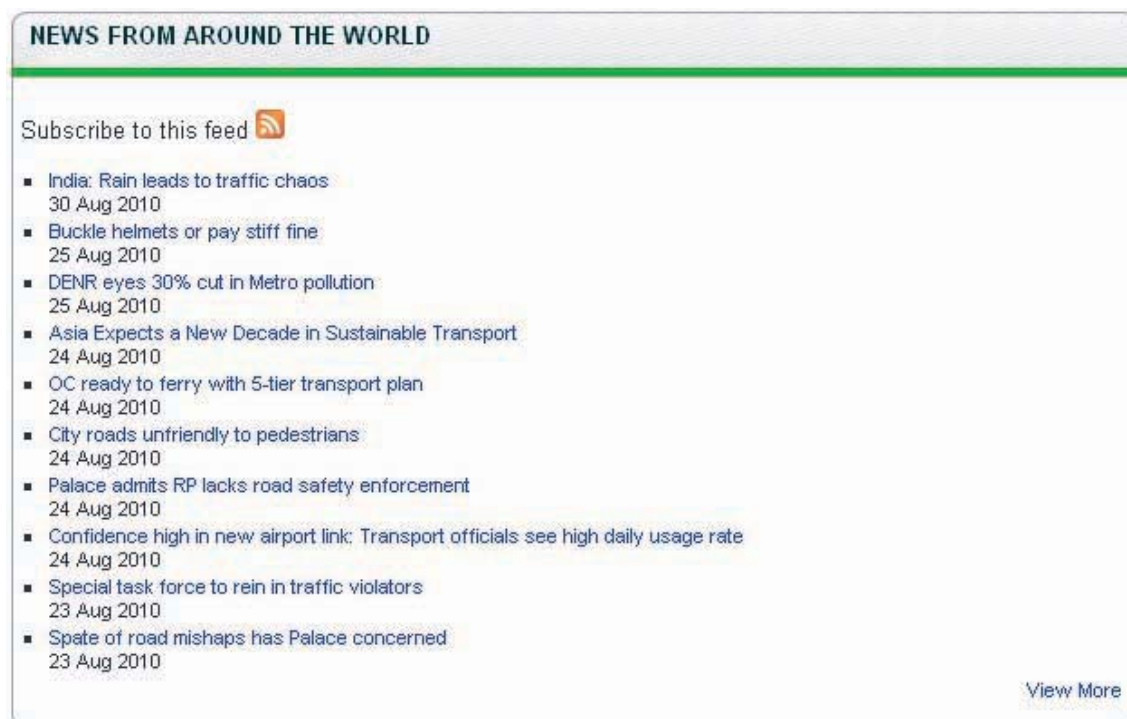 NEWS FROM AROUND THE WORLD
Subscribe to this feed
India: Rain leads to traffic chaos
30 Aug 2010
Buckle helmets or pay stiff fine
25 Aug 2010
DENR eyes 30% cut in Metro pollution
25 Aug 2010
Asia Expects a New Decade in Sustainable Transport
24 Aug 2010
OC ready to ferry with 5-tier transport plan
24 Aug 2010
City roads unfriendly to pedestrians
24 Aug 2010
Palace admits RP lacks road safety enforcement
24 Aug 2010
Confidence high in new airport link: Transport officials see high daily usage rate
24 Aug 2010
Special task force to rein in traffic violators
23 Aug 2010
Spate of road mishaps has Palace concerned
23 Aug 2010
View More